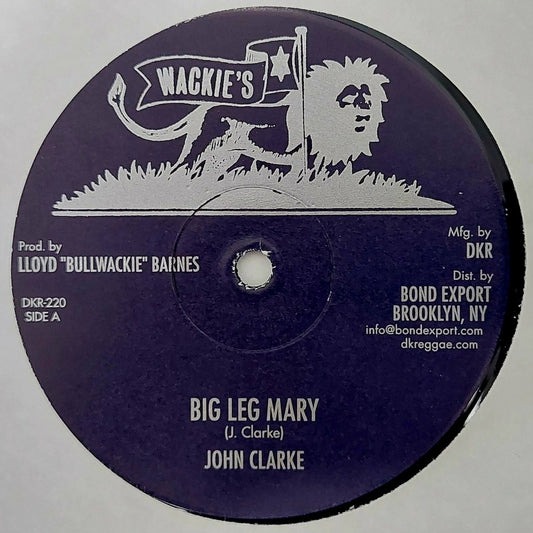 WACKIE'S
Prod. by
LLOYD "BULLWACKIE" BARNES
DKR-220
SIDE A
Mfg. by
DKR
Dist. by
BOND EXPORT
BROOKLYN, NY
info@bondexport.com
dkreggae.com
BIG LEG MARY
(J. Clarke)
JOHN CLARKE